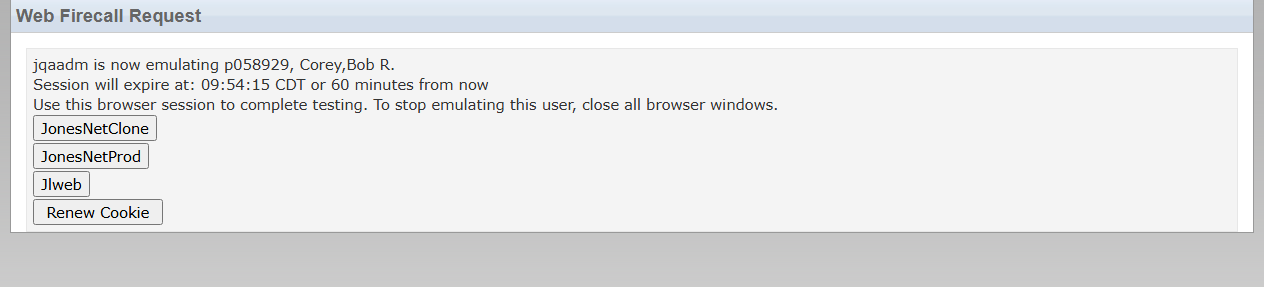 Web Firecall Request
jqaadm is now emulating p058929, Corey,Bob R.
Session will expire at: 09:54:15 CDT or 60 minutes from now
Use this browser session to complete testing. To stop emulating this user, close all browser windows.
JonesNetClone
JonesNetProd
Jlweb
Renew Cookie